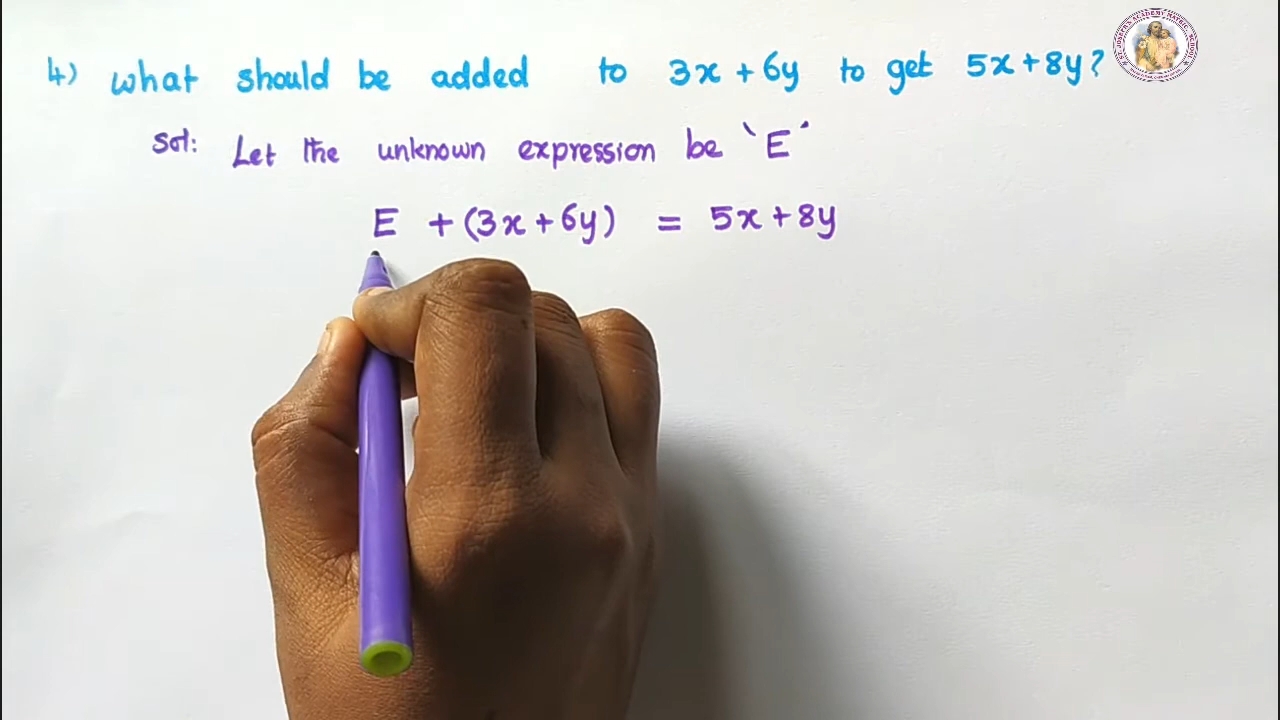 4) what should be added to 3x + 6y to get 5x + 8y?
Sol: Let the unknown expression be `E´
E + (3x + 6y) = 5x + 8y